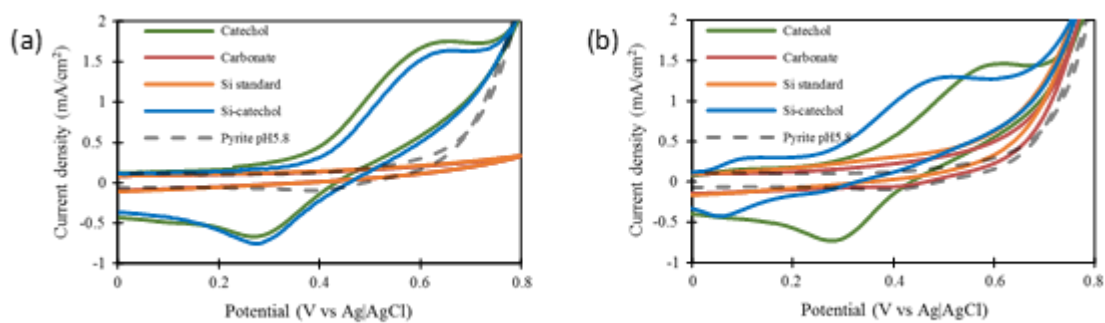 (a)
Current density (mA/cm²)
2
1.5
1
0.5
0
-0.5
-1
Catechol
Carbonate
Si standard
Si-catechol
Pyrite pH5.8
0
0.2
0.4
0.6
0.8
Potential (V vs Ag|AgCl)
(b)
Current density (mA/cm²)
2
1.5
1
0.5
0
-0.5
-1
Catechol
Carbonate
Si standard
Si-catechol
Pyrite pH5.8
0
0.2
0.4
0.6
0.8
Potential (V vs Ag|AgCl)